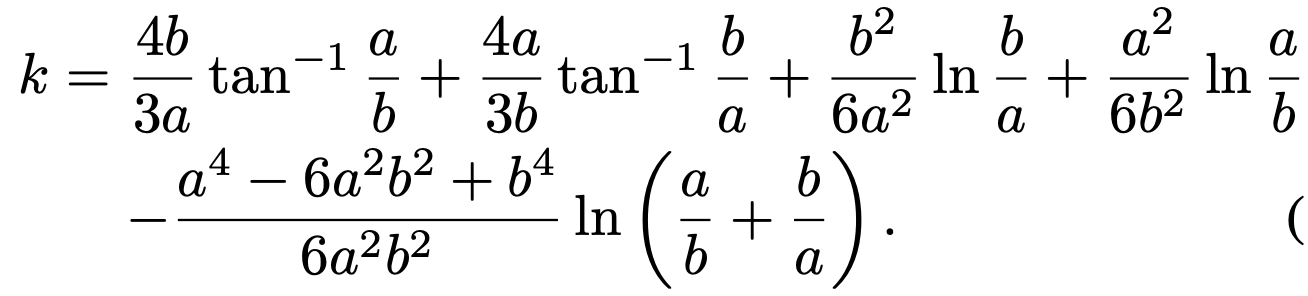 k = \frac{4b}{3a} \tan^{-1} \frac{a}{b} + \frac{4a}{3b} \tan^{-1} \frac{b}{a} + \frac{b^2}{6a^2} \ln \frac{b}{a} + \frac{a^2}{6b^2} \ln \frac{a}{b}
- \frac{a^4 - 6a^2b^2 + b^4}{6a^2b^2} \ln \left( \frac{a}{b} + \frac{b}{a} \right). (